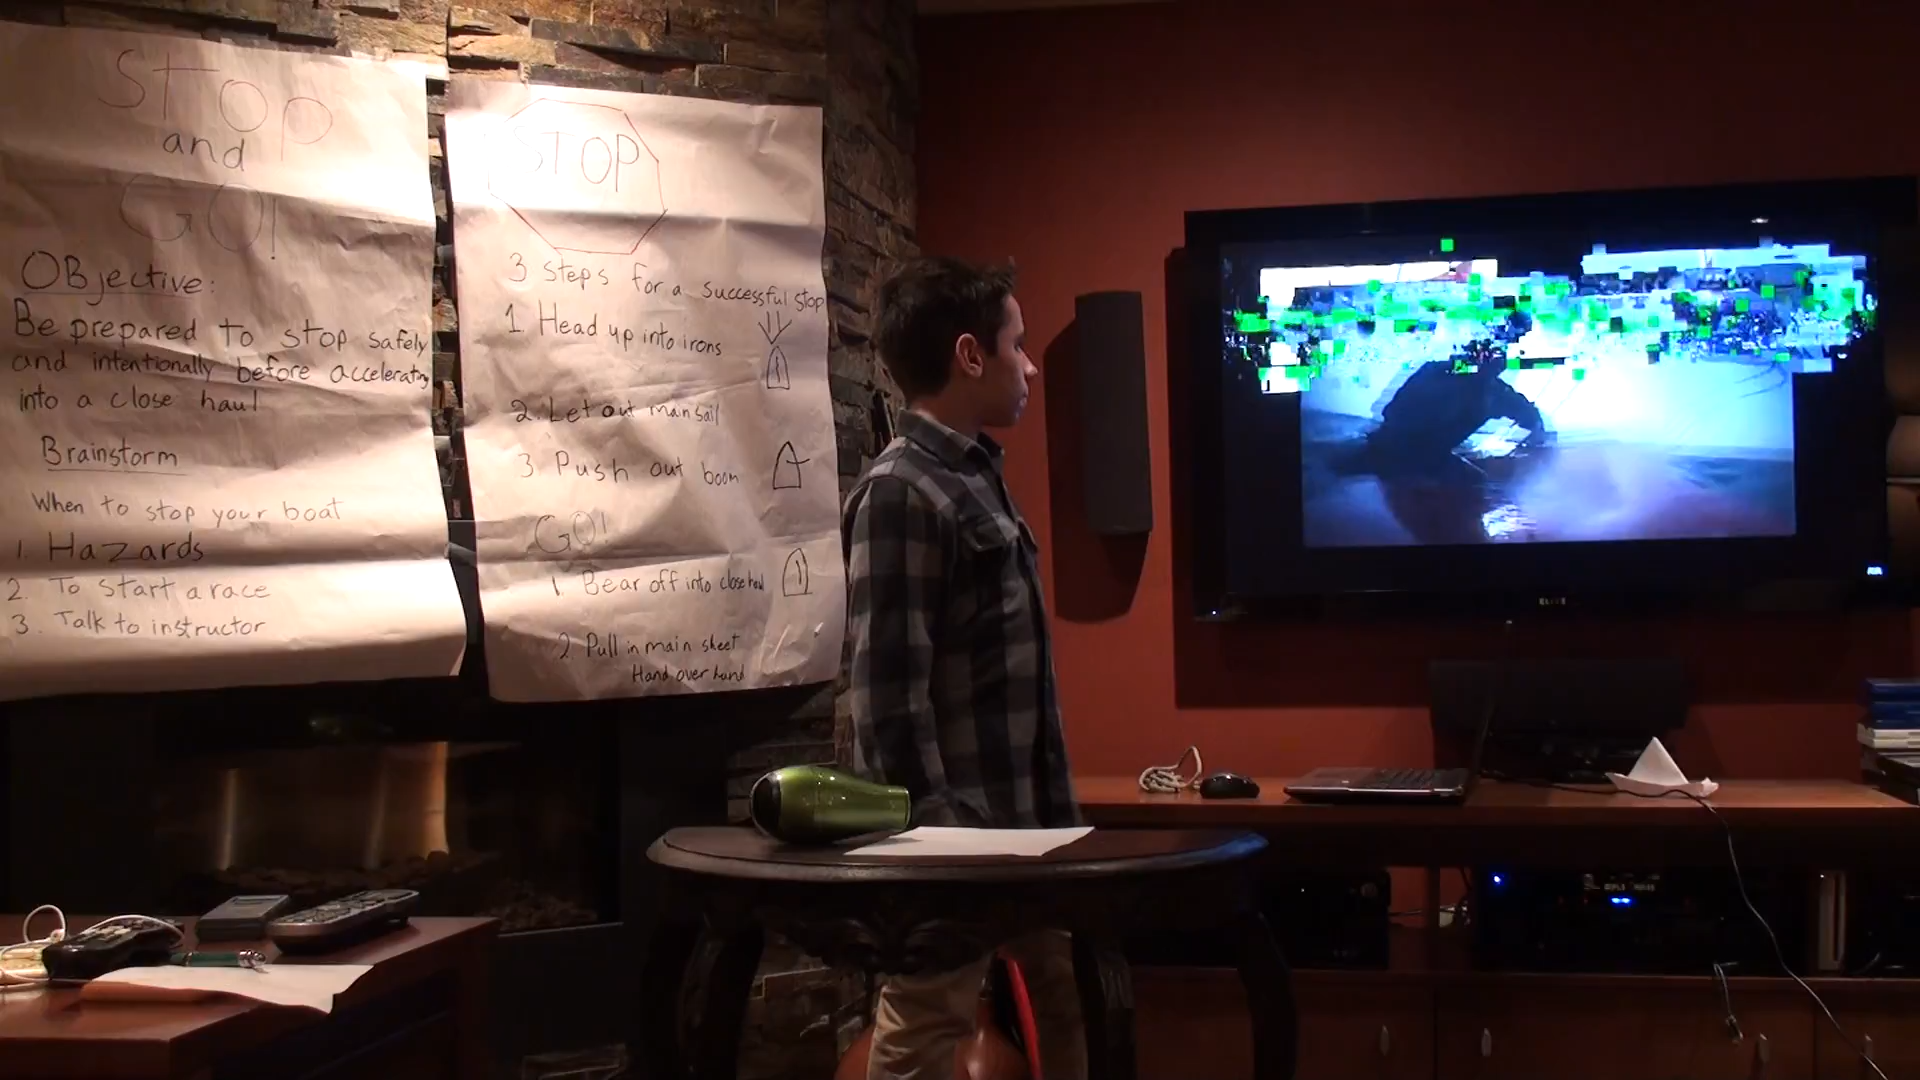 STOP
and
GO!
OBjective:
Be prepared to stop safely
and intentionally before accelerating
into a close haul
Brainstorm
When to stop your boat
1. Hazards
2. To start a race
3. Talk to instructor
STOP
3 steps for a successful stop
1. Head up into irons
2. Let out mainsail
3 Push out boom
GO!
1. Bear off into close haul
2 Pull in main sheet
Hand over hand
ELITE